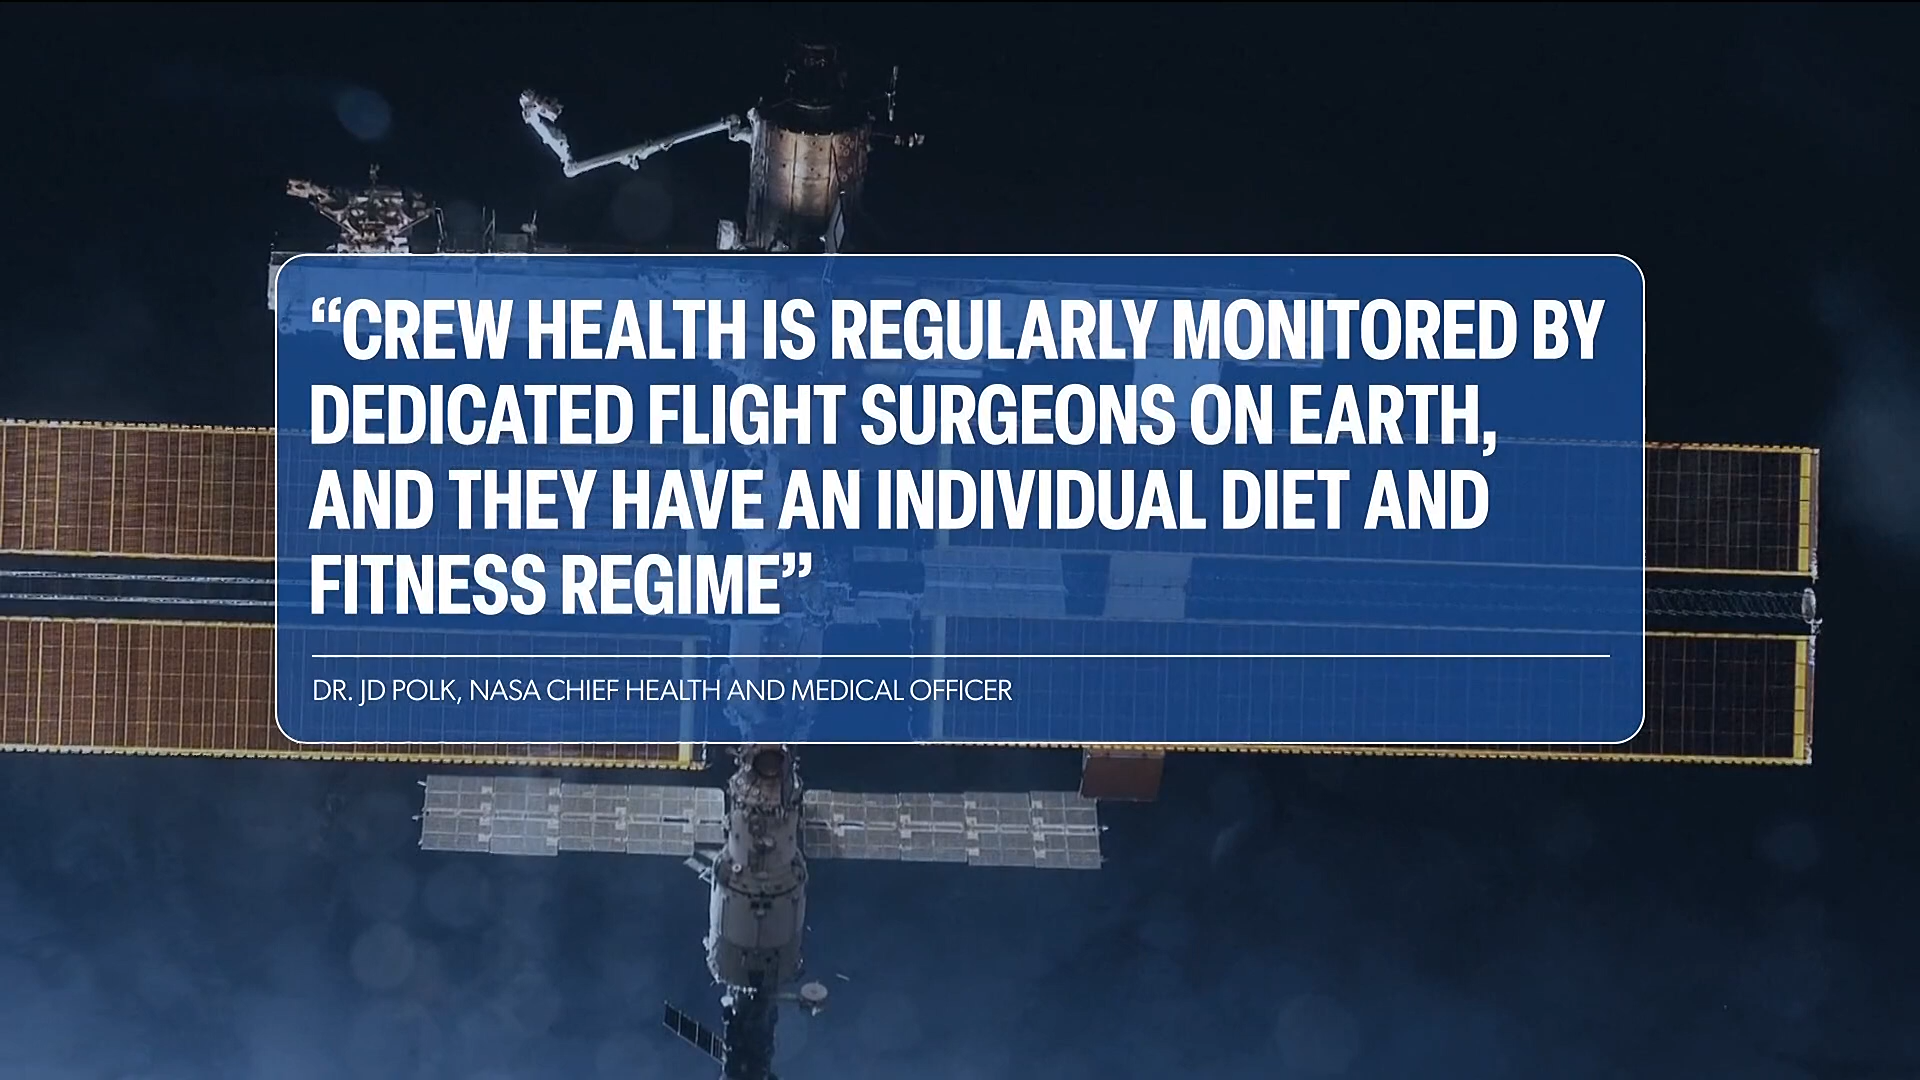 “CREW HEALTH IS REGULARLY MONITORED BY
DEDICATED FLIGHT SURGEONS ON EARTH,
AND THEY HAVE AN INDIVIDUAL DIET AND
FITNESS REGIME”
DR. JD POLK, NASA CHIEF HEALTH AND MEDICAL OFFICER